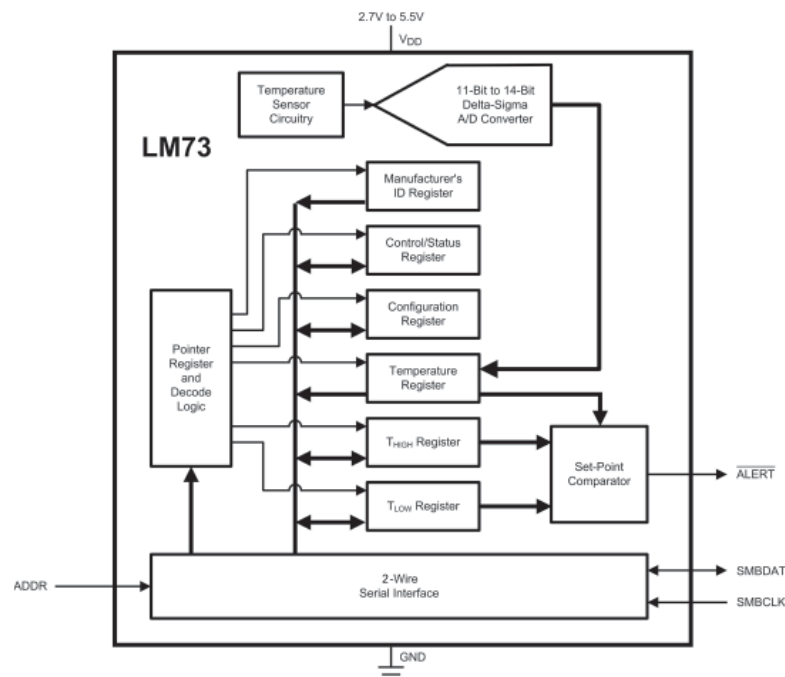 2.7V to 5.5V
VDD
Temperature
Sensor
Circuitry
11-Bit to 14-Bit
Delta-Sigma
A/D Converter
LM73
Manufacturer's
ID Register
Control/Status
Register
Configuration
Register
Pointer
Register
and
Decode
Logic
Temperature
Register
THIGH Register
Set-Point
Comparator
ALERT
TLOW Register
ADDR
2-Wire
Serial Interface
SMBDAT
SMBCLK
GND